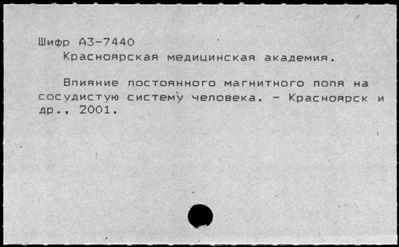 Шифр А3-7440
Красноярская медицинская академия.
Влияние постоянного магнитного поля на
сосудистую систему человека. - Красноярск и
др., 2001.